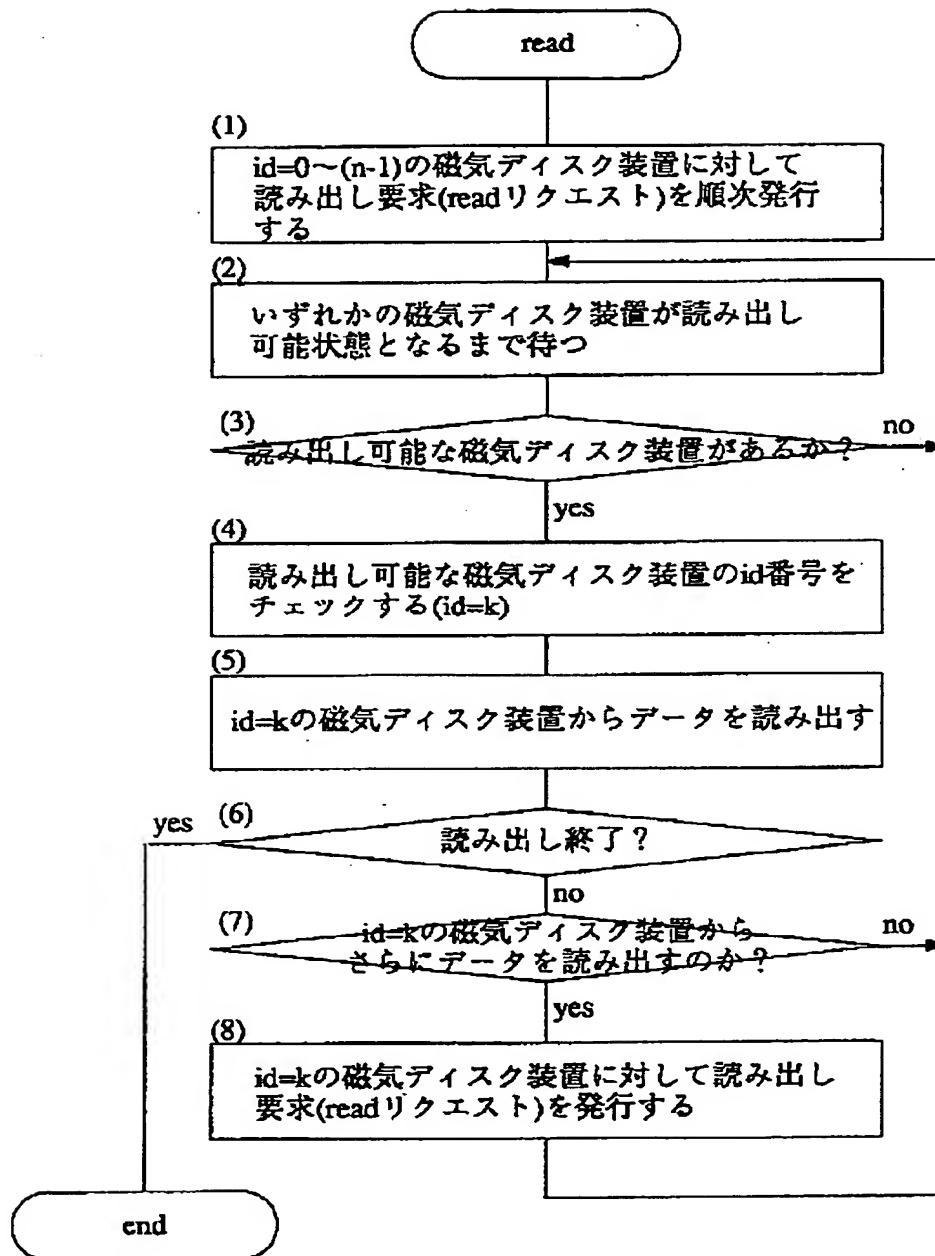 read
(1)
id=0～(n-1)の磁気ディスク装置に対して
読み出し要求(readリクエスト)を順次発行
する
(2)
いずれかの磁気ディスク装置が読み出し
可能状態となるまで待つ
(3)
読み出し可能な磁気ディスク装置があるか?
no
yes
(4)
読み出し可能な磁気ディスク装置のid番号を
チェックする(id=k)
(5)
id=kの磁気ディスク装置からデータを読み出す
yes
(6)
読み出し終了?
no
(7)
id=kの磁気ディスク装置から
さらにデータを読み出すのか?
no
yes
(8)
id=kの磁気ディスク装置に対して読み出し
要求(readリクエスト)を発行する
end